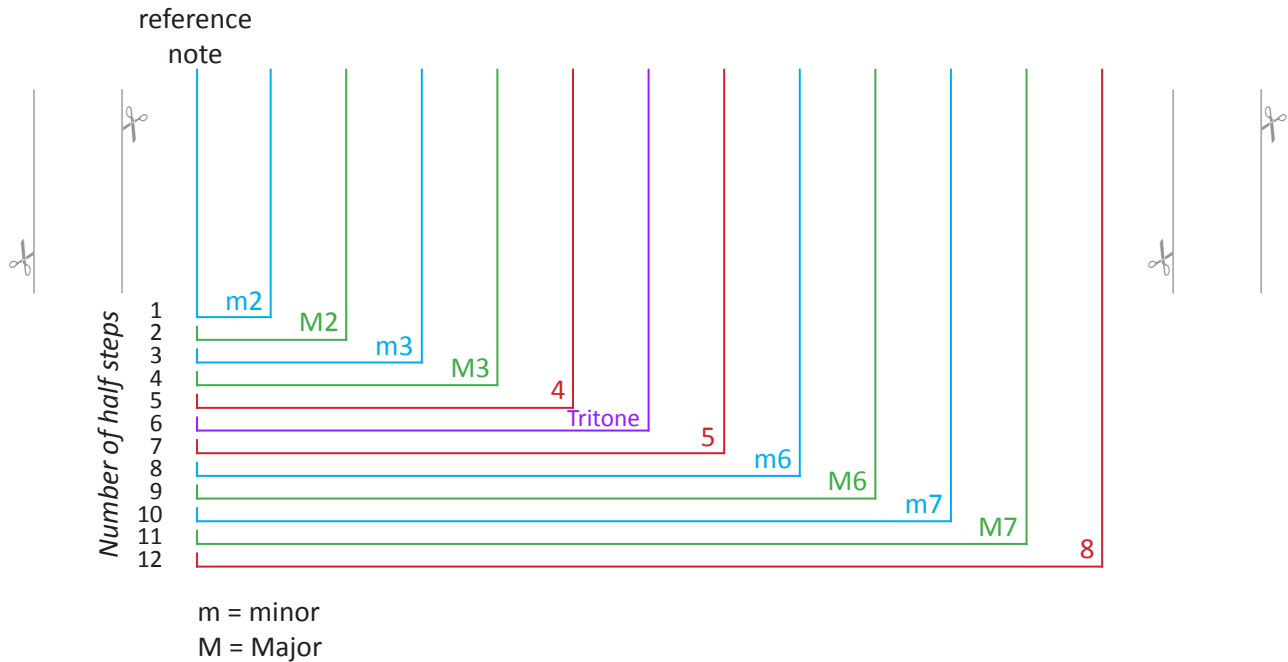 reference
note
1 m2
2 M2
3 m3
4 M3
5 4
6 Tritone
7 5
8 m6
9 M6
10 m7
11 M7
12 8
Number of half steps
m = minor
M = Major